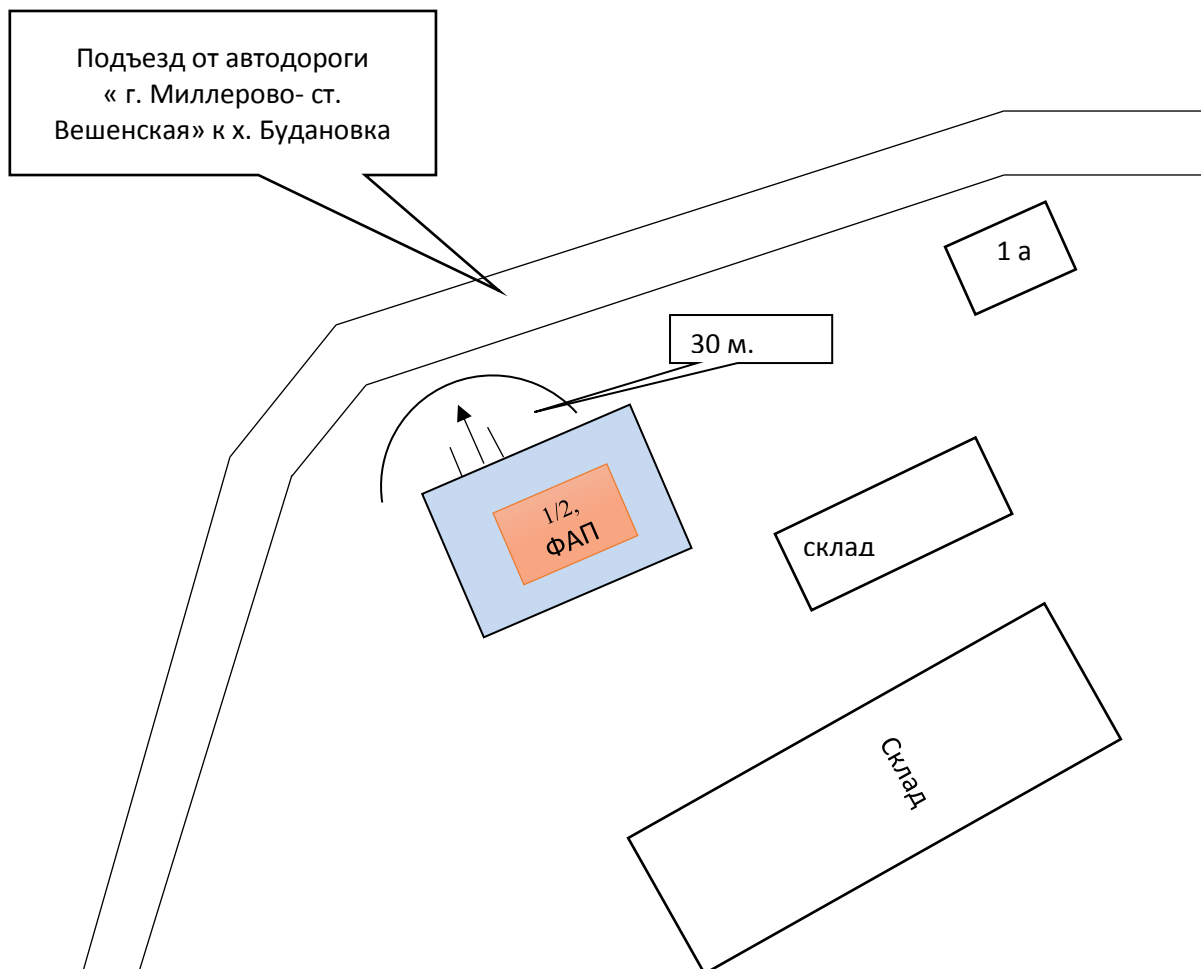 Подъезд от автодороги
« г. Миллерово- ст.
Вешенская» к х. Будановка
1 а
30 м.
1/2,
ФАП
склад
Склад